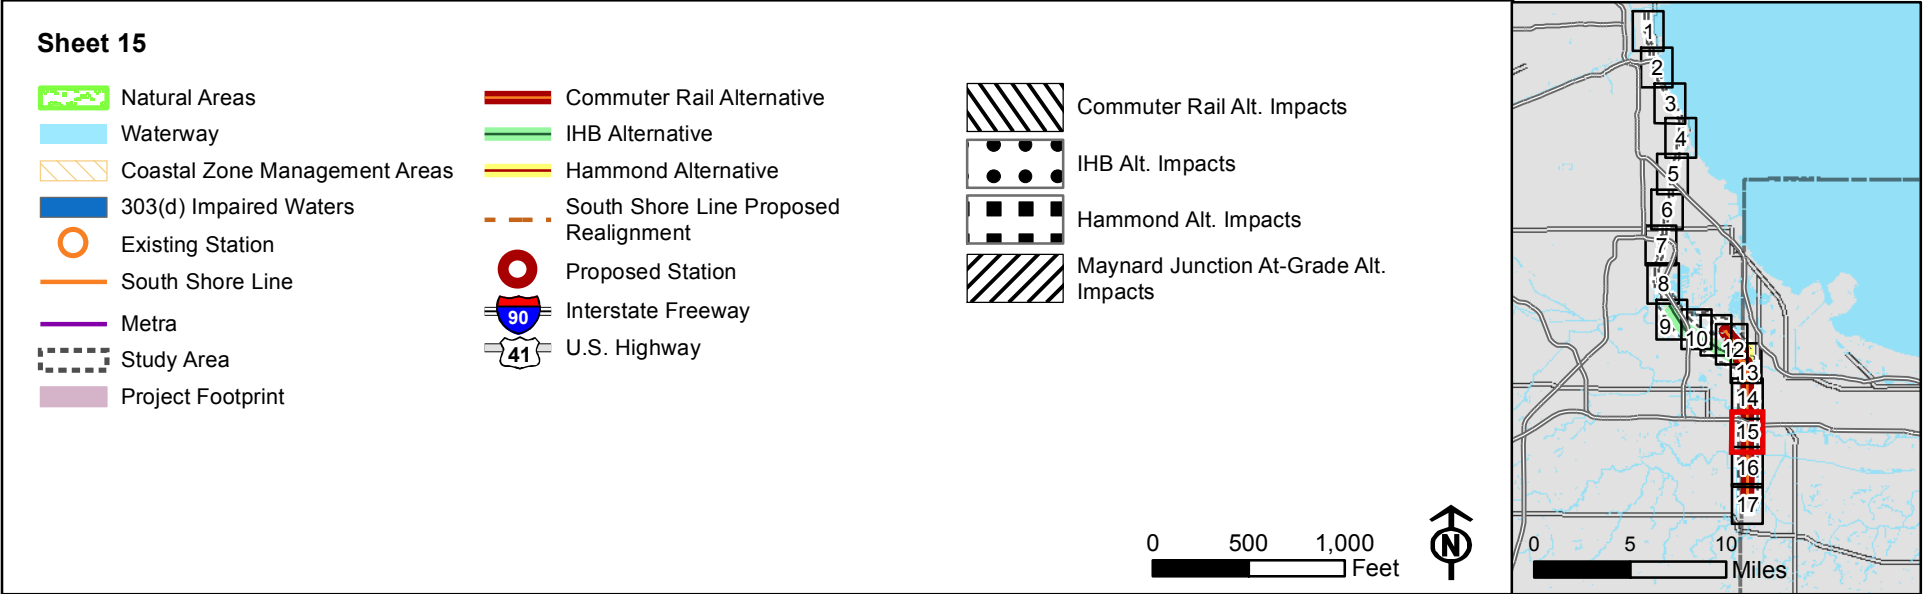 Sheet 15
Natural Areas
Waterway
Coastal Zone Management Areas
303(d) Impaired Waters
Existing Station
South Shore Line
Metra
Study Area
Project Footprint
Commuter Rail Alternative
IHB Alternative
Hammond Alternative
South Shore Line Proposed
Realignment
Proposed Station
90
Interstate Freeway
41
U.S. Highway
Commuter Rail Alt. Impacts
IHB Alt. Impacts
Hammond Alt. Impacts
Maynard Junction At-Grade Alt.
Impacts
0 500 1,000
Feet
N
1
2
3
4
5
6
7
8
9
10
12
13
14
15
16
17
0 5 10
Miles